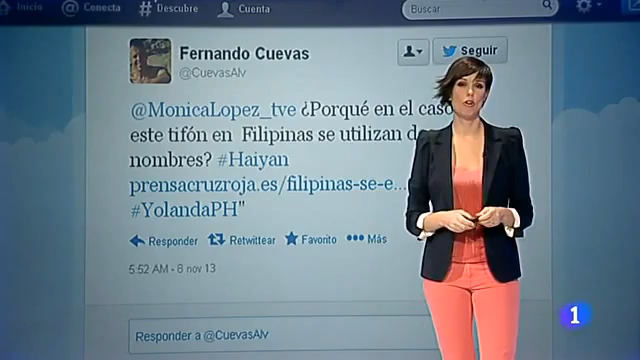 Inicio @ Conecta # Descubre Cuenta Buscar
Fernando Cuevas
@CuevasAlv
Seguir
@MonicaLopez_tve ¿Porqué en el caso
este tifón en Filipinas se utilizan d
nombres? #Haiyan
prensacruzroja.es/filipinas-se-e...
#YolandaPH"
Responder Retwittear Favorito Más
5:52 AM - 8 nov 13
Responder a @CuevasAlv
1